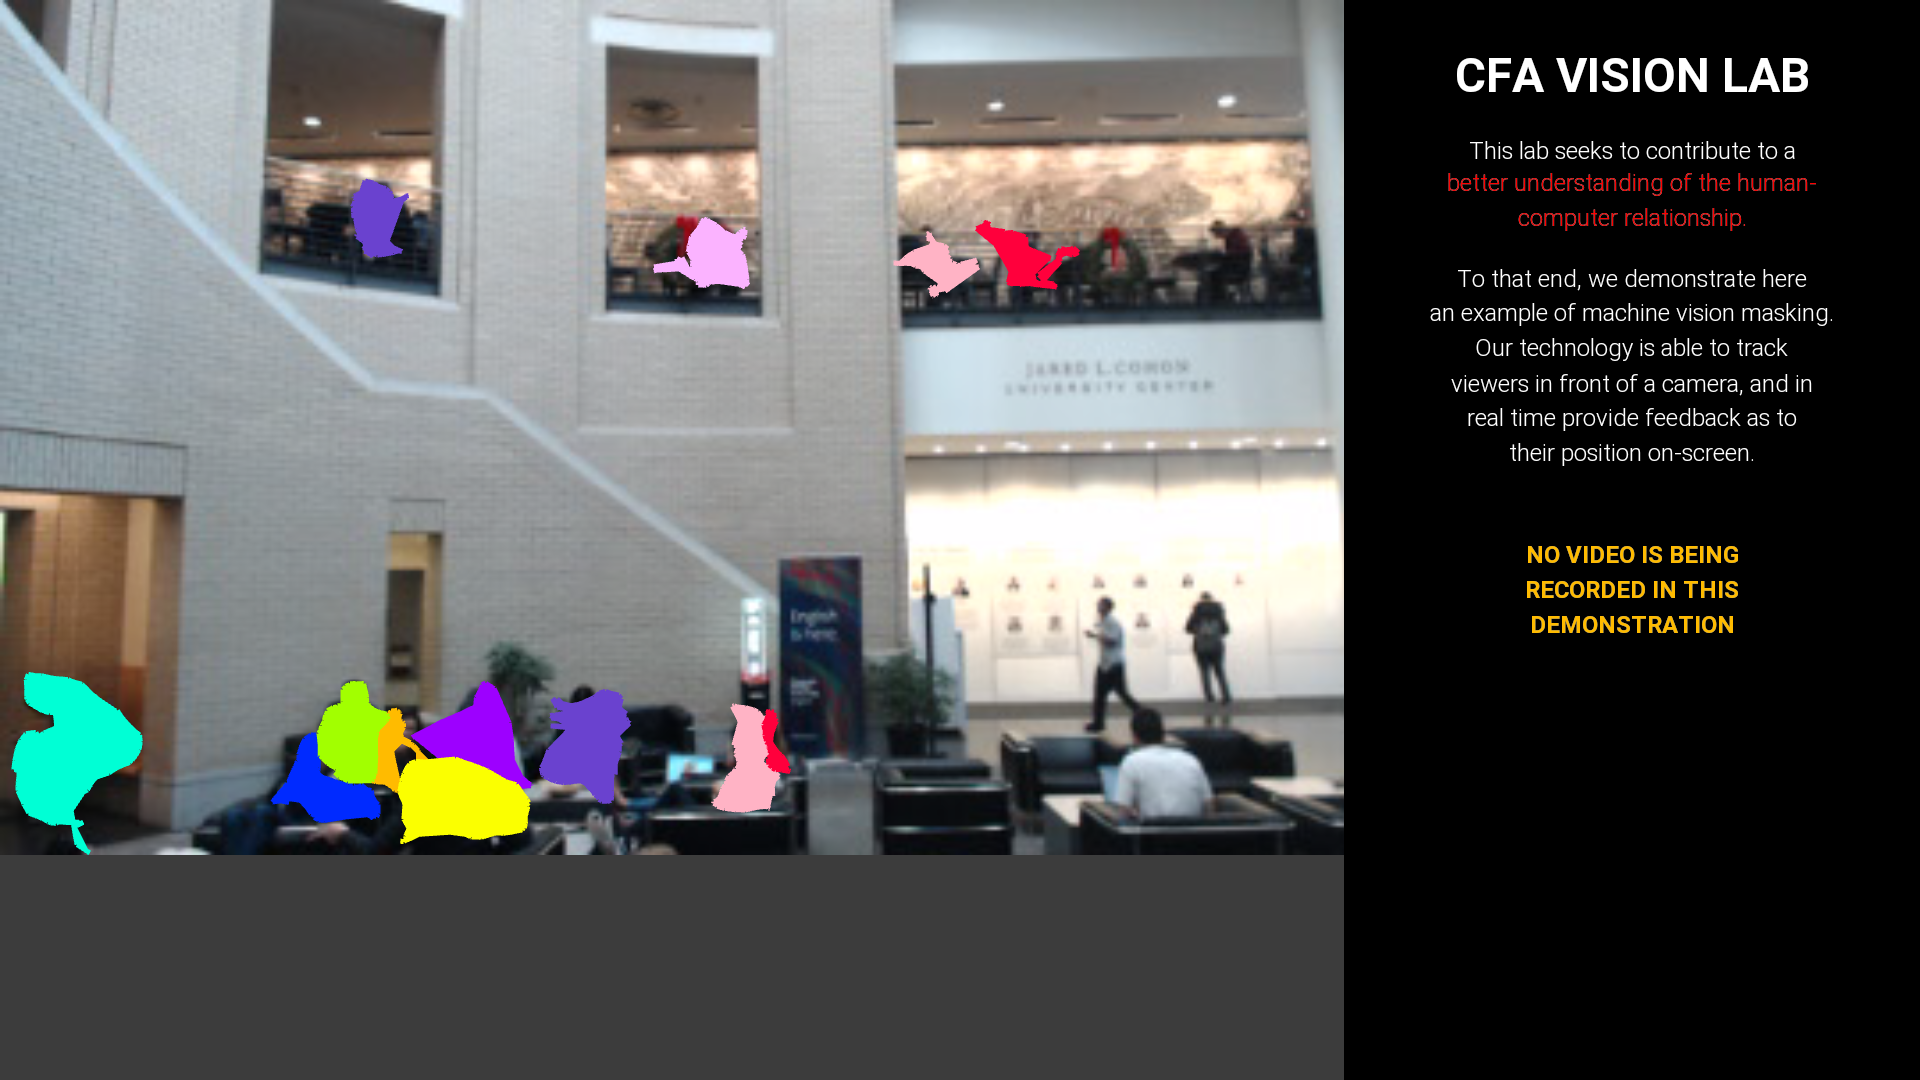 CFA VISION LAB
This lab seeks to contribute to a
better understanding of the human-
computer relationship.
To that end, we demonstrate here
an example of machine vision masking.
Our technology is able to track
viewers in front of a camera, and in
real time provide feedback as to
their position on-screen.
NO VIDEO IS BEING
RECORDED IN THIS
DEMONSTRATION
JARED L. COHON
UNIVERSITY CENTER
English
is here.